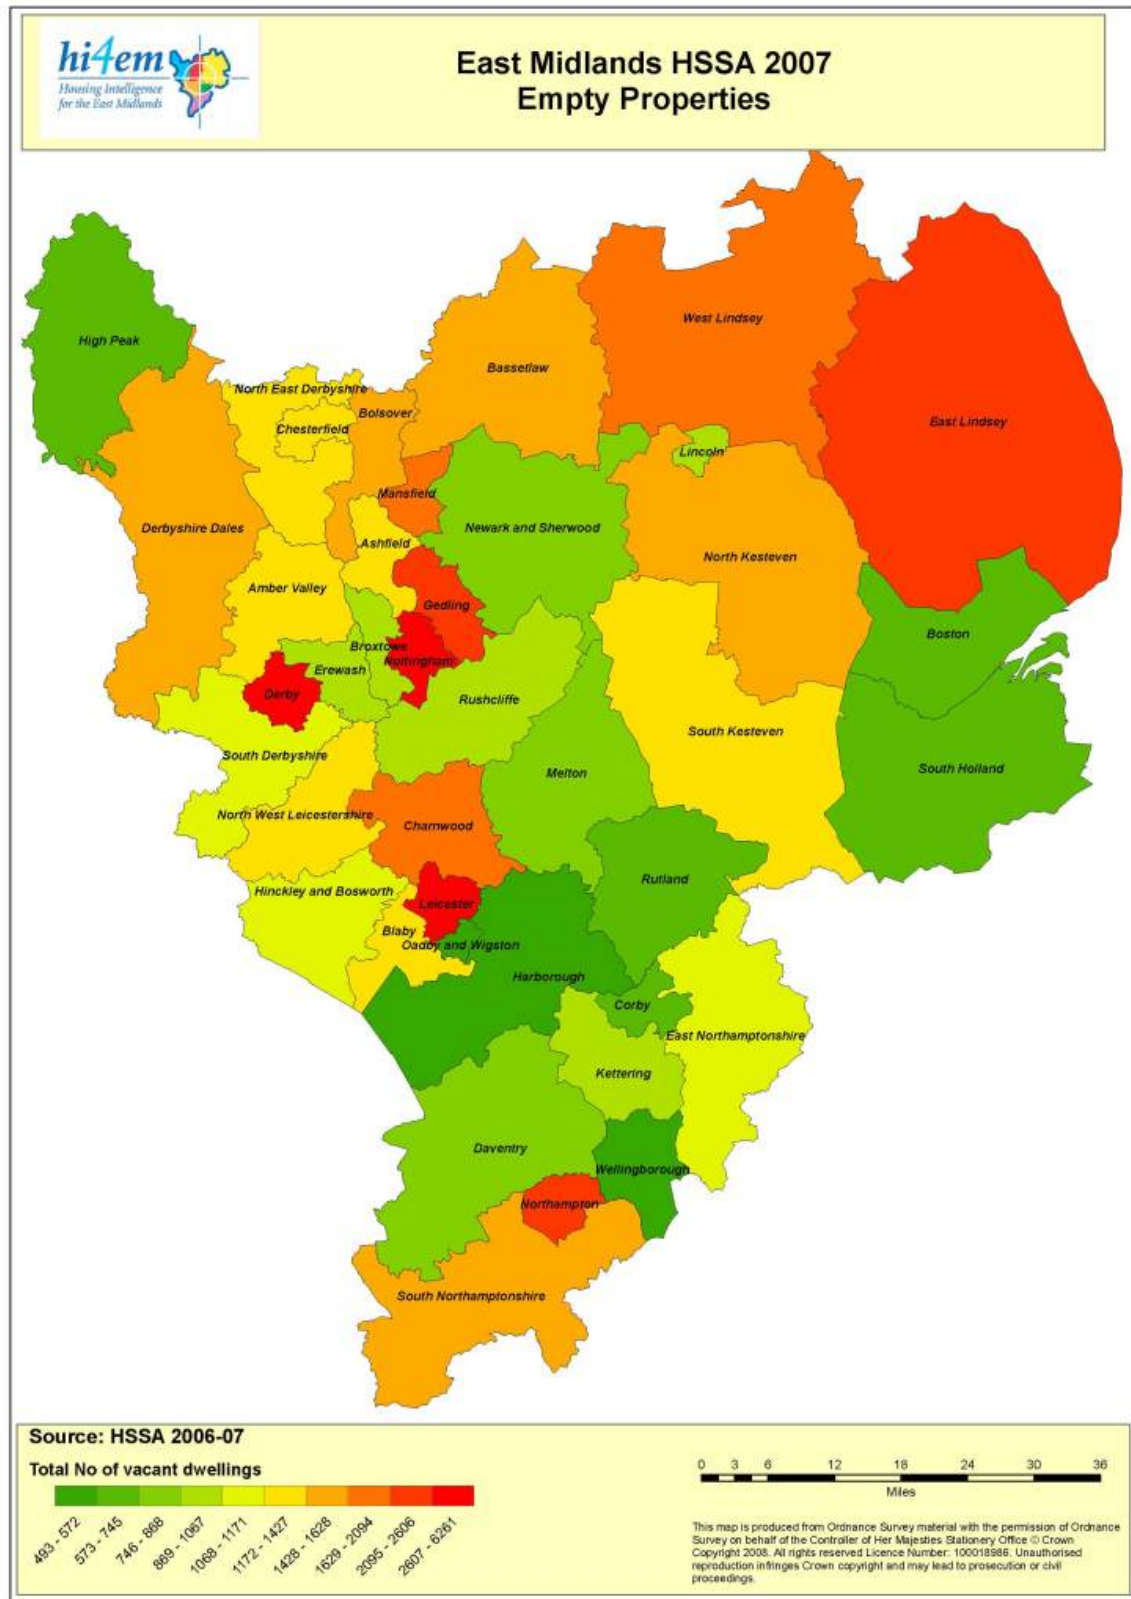 hi4em
Housing Intelligence
for the East Midlands
East Midlands HSSA 2007
Empty Properties
High Peak
West Lindsey
Bassetlaw
North East Derbyshire
Bolsover
East Lindsey
Chesterfield
Lincoln
Mansfield
Derbyshire Dales
Newark and Sherwood
Ashfield
North Kesteven
Amber Valley
Gedling
Boston
Broxtowe
Nottingham
Erewash
Derby
Rushcliffe
South Kesteven
South Derbyshire
Melton
South Holland
North West Leicestershire
Charnwood
Rutland
Hinckley and Bosworth
Leicester
Blaby
Oadby and Wigston
Harborough
Corby
East Northamptonshire
Kettering
Daventry
Wellingborough
Northampton
South Northamptonshire
Source: HSSA 2006-07
Total No of vacant dwellings
493 - 572
573 - 745
746 - 868
869 - 1067
1068 - 1171
1172 - 1427
1428 - 1628
1629 - 2094
2095 - 2606
2607 - 6261
0 3 6 12 18 24 30 36
Miles
This map is produced from Ordnance Survey material with the permission of Ordnance
Survey on behalf of the Controller of Her Majesties Stationery Office © Crown
Copyright 2008. All rights reserved Licence Number: 100018986. Unauthorised
reproduction infringes Crown copyright and may lead to prosecution or civil
proceedings.